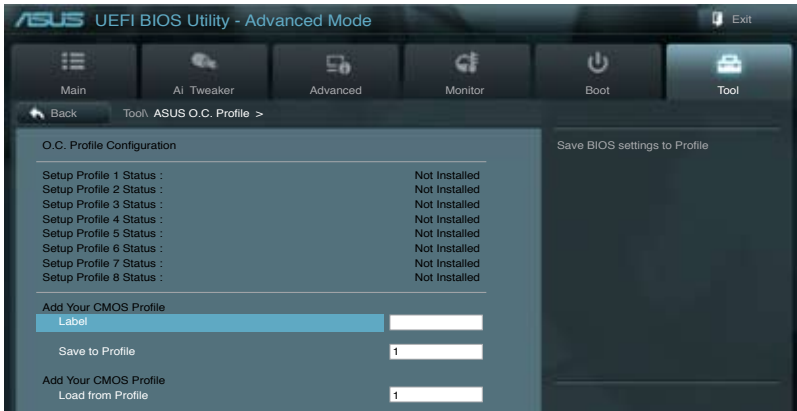 ASUS UEFI BIOS Utility - Advanced Mode
Exit
Main
Ai Tweaker
Advanced
Monitor
Boot
Tool
Back
Tool\ ASUS O.C. Profile >
O.C. Profile Configuration
Save BIOS settings to Profile
Setup Profile 1 Status : Not Installed
Setup Profile 2 Status : Not Installed
Setup Profile 3 Status : Not Installed
Setup Profile 4 Status : Not Installed
Setup Profile 5 Status : Not Installed
Setup Profile 6 Status : Not Installed
Setup Profile 7 Status : Not Installed
Setup Profile 8 Status : Not Installed
Add Your CMOS Profile
Label
Save to Profile 1
Add Your CMOS Profile
Load from Profile 1